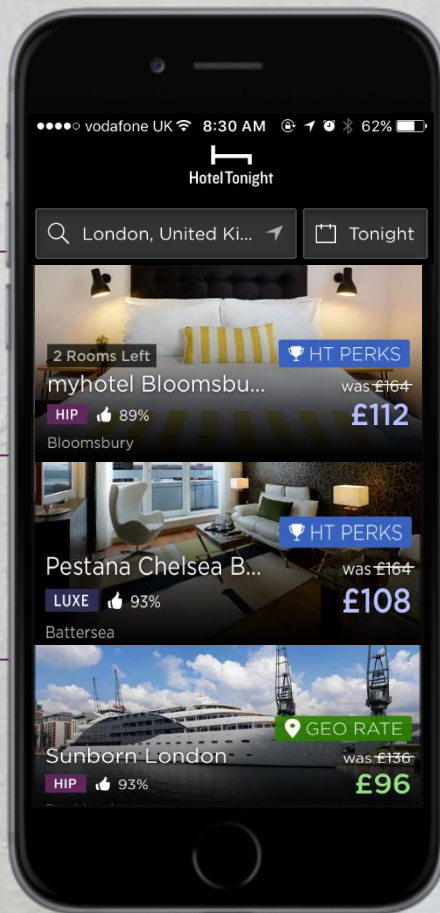 vodafone UK 8:30 AM 62%
HotelTonight
London, United Ki... Tonight
2 Rooms Left
HT PERKS
myhotel Bloomsbu... was £164
HIP 89% £112
Bloomsbury
HT PERKS
Pestana Chelsea B... was £164
LUXE 93% £108
Battersea
GEO RATE
Sunborn London was £136
HIP 93% £96